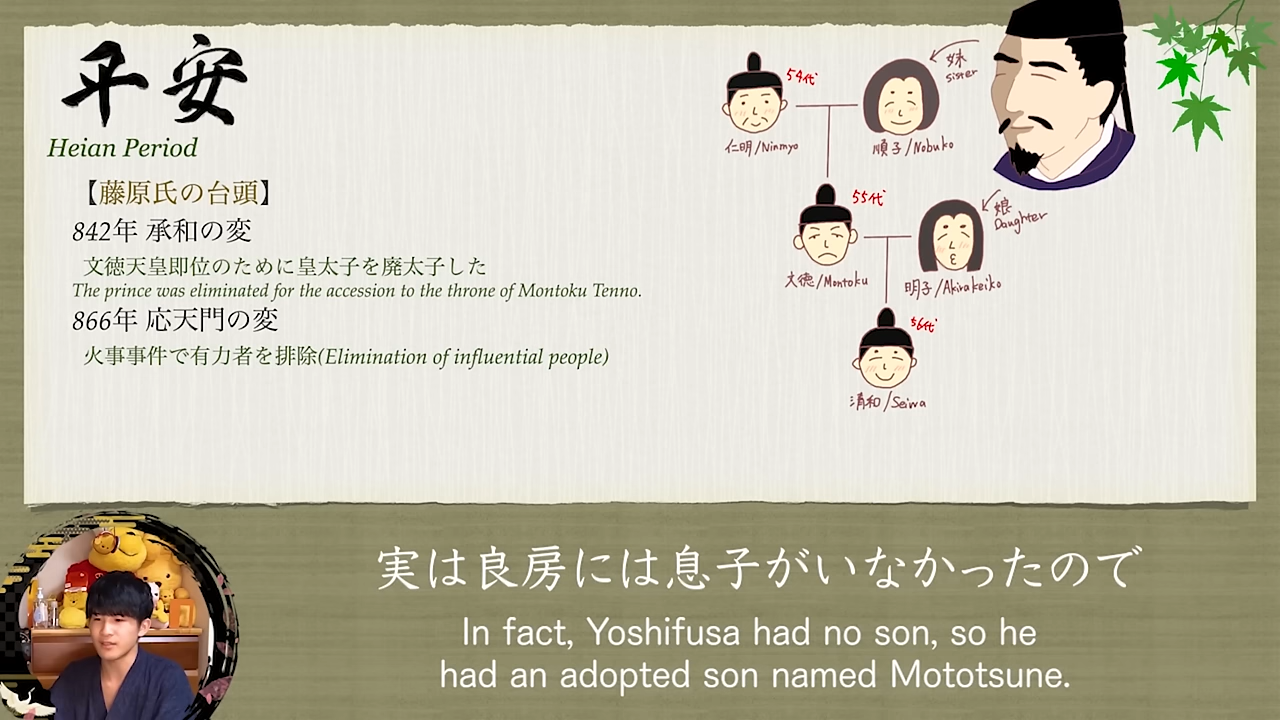 平安
Heian Period
【藤原氏の台頭】
842年 承和の変
文徳天皇即位のために皇太子を廃太子した
The prince was eliminated for the accession to the throne of Montoku Tenno.
866年 応天門の変
火事事件で有力者を排除(Elimination of influential people)
54代
妹
sister
仁明/Ninmyo
順子/Nobuko
55代
娘
Daughter
文徳/Montoku
明子/Akirakeiko
56代
清和/Seiwa
実は良房には息子がいなかったので
In fact, Yoshifusa had no son, so he
had an adopted son named Mototsune.